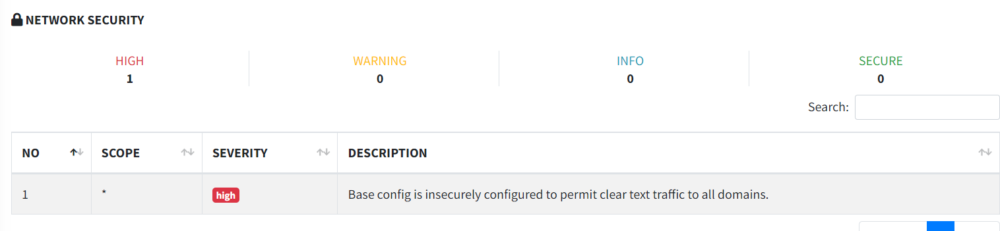 NETWORK SECURITY
HIGH WARNING INFO SECURE
1 0 0 0
Search:
NO SCOPE SEVERITY DESCRIPTION
1 * high Base config is insecurely configured to permit clear text traffic to all domains.